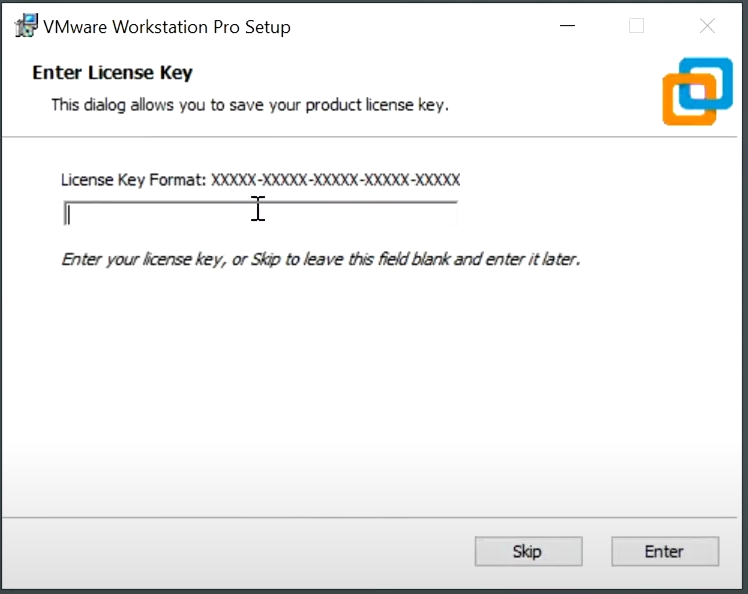 VMware Workstation Pro Setup
Enter License Key
This dialog allows you to save your product license key.
License Key Format: XXXXX-XXXXX-XXXXX-XXXXX-XXXXX
Enter your license key, or Skip to leave this field blank and enter it later.
Skip
Enter